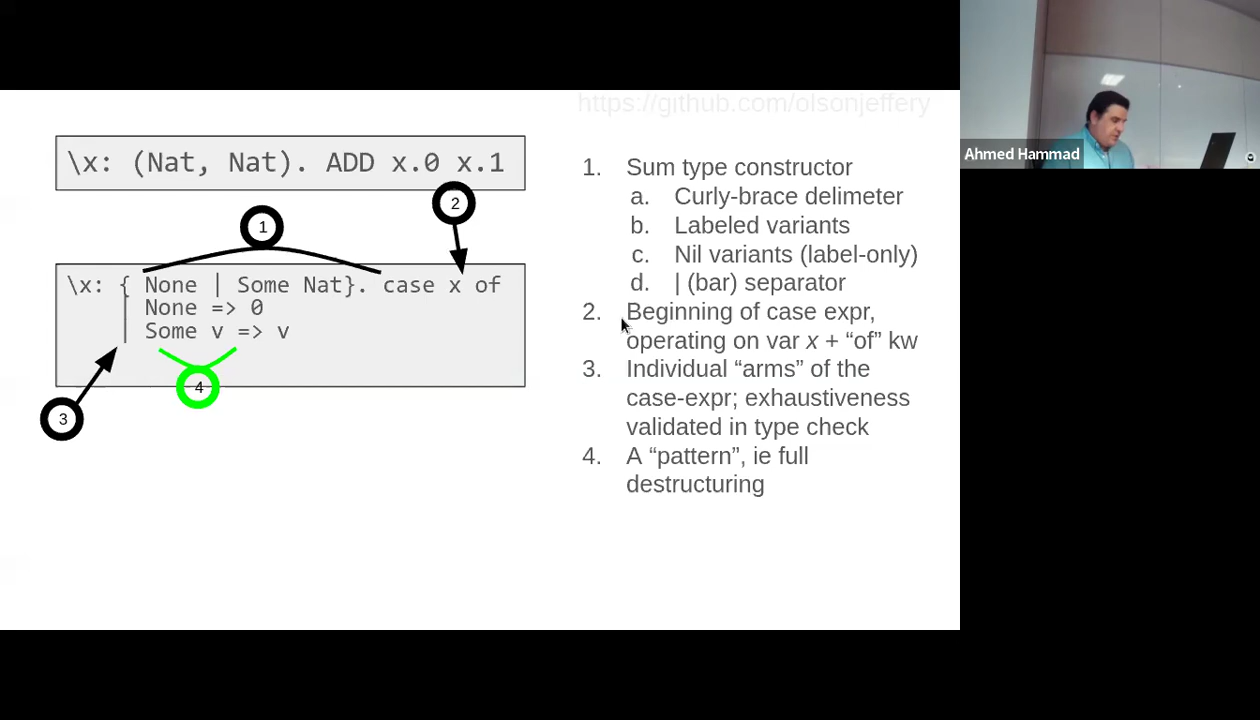 https://github.com/olsonjeffery
Ahmed Hammad
\x: (Nat, Nat). ADD x.0 x.1
2
1
\x: { None | Some Nat}. case x of
| None => 0
| Some v => v
4
3
1. Sum type constructor
a. Curly-brace delimeter
b. Labeled variants
c. Nil variants (label-only)
d. | (bar) separator
2. Beginning of case expr,
operating on var x + “of” kw
3. Individual “arms” of the
case-expr; exhaustiveness
validated in type check
4. A “pattern”, ie full
destructuring